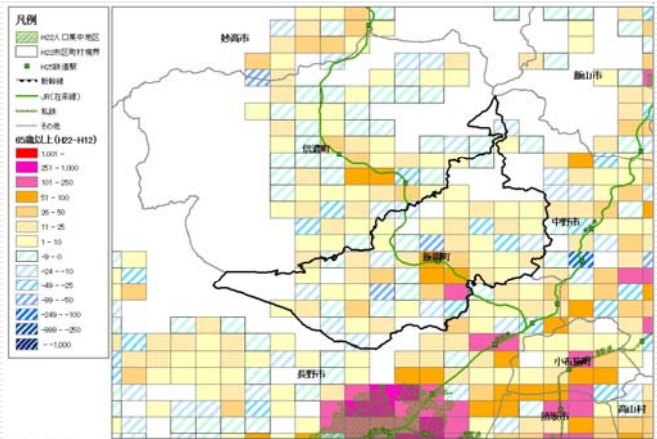 凡例
H22人口集中地区
H22市区町村境界
H25鉄道駅
新幹線
JR(在来線)
私鉄
その他
65歳以上(H22-H12)
1,001 -
251 - 1,000
101 - 250
51 - 100
26 - 50
11 - 25
1 - 10
-9 - 0
-24 - -10
-49 - -25
-99 - -50
-249 - -100
-999 - -250
- -1,000
妙高市
飯山市
信濃町
中野市
飯綱町
長野市
小布施町
須坂市
高山村